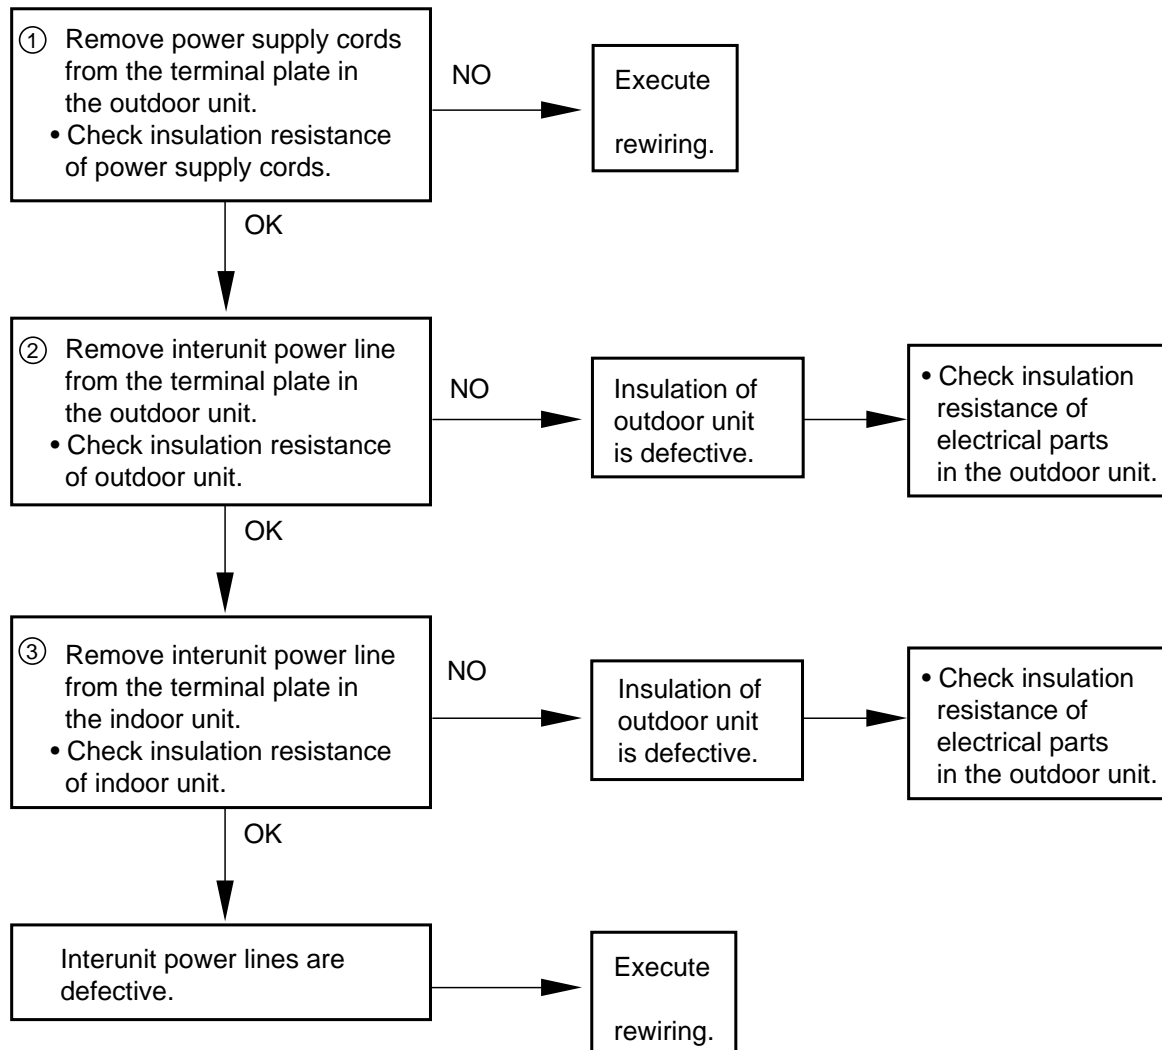 ① Remove power supply cords
from the terminal plate in
the outdoor unit.
• Check insulation resistance
of power supply cords.
NO
Execute
rewiring.
OK
② Remove interunit power line
from the terminal plate in
the outdoor unit.
• Check insulation resistance
of outdoor unit.
NO
Insulation of
outdoor unit
is defective.
• Check insulation
resistance of
electrical parts
in the outdoor unit.
OK
③ Remove interunit power line
from the terminal plate in
the indoor unit.
• Check insulation resistance
of indoor unit.
NO
Insulation of
outdoor unit
is defective.
• Check insulation
resistance of
electrical parts
in the outdoor unit.
OK
Interunit power lines are
defective.
Execute
rewiring.